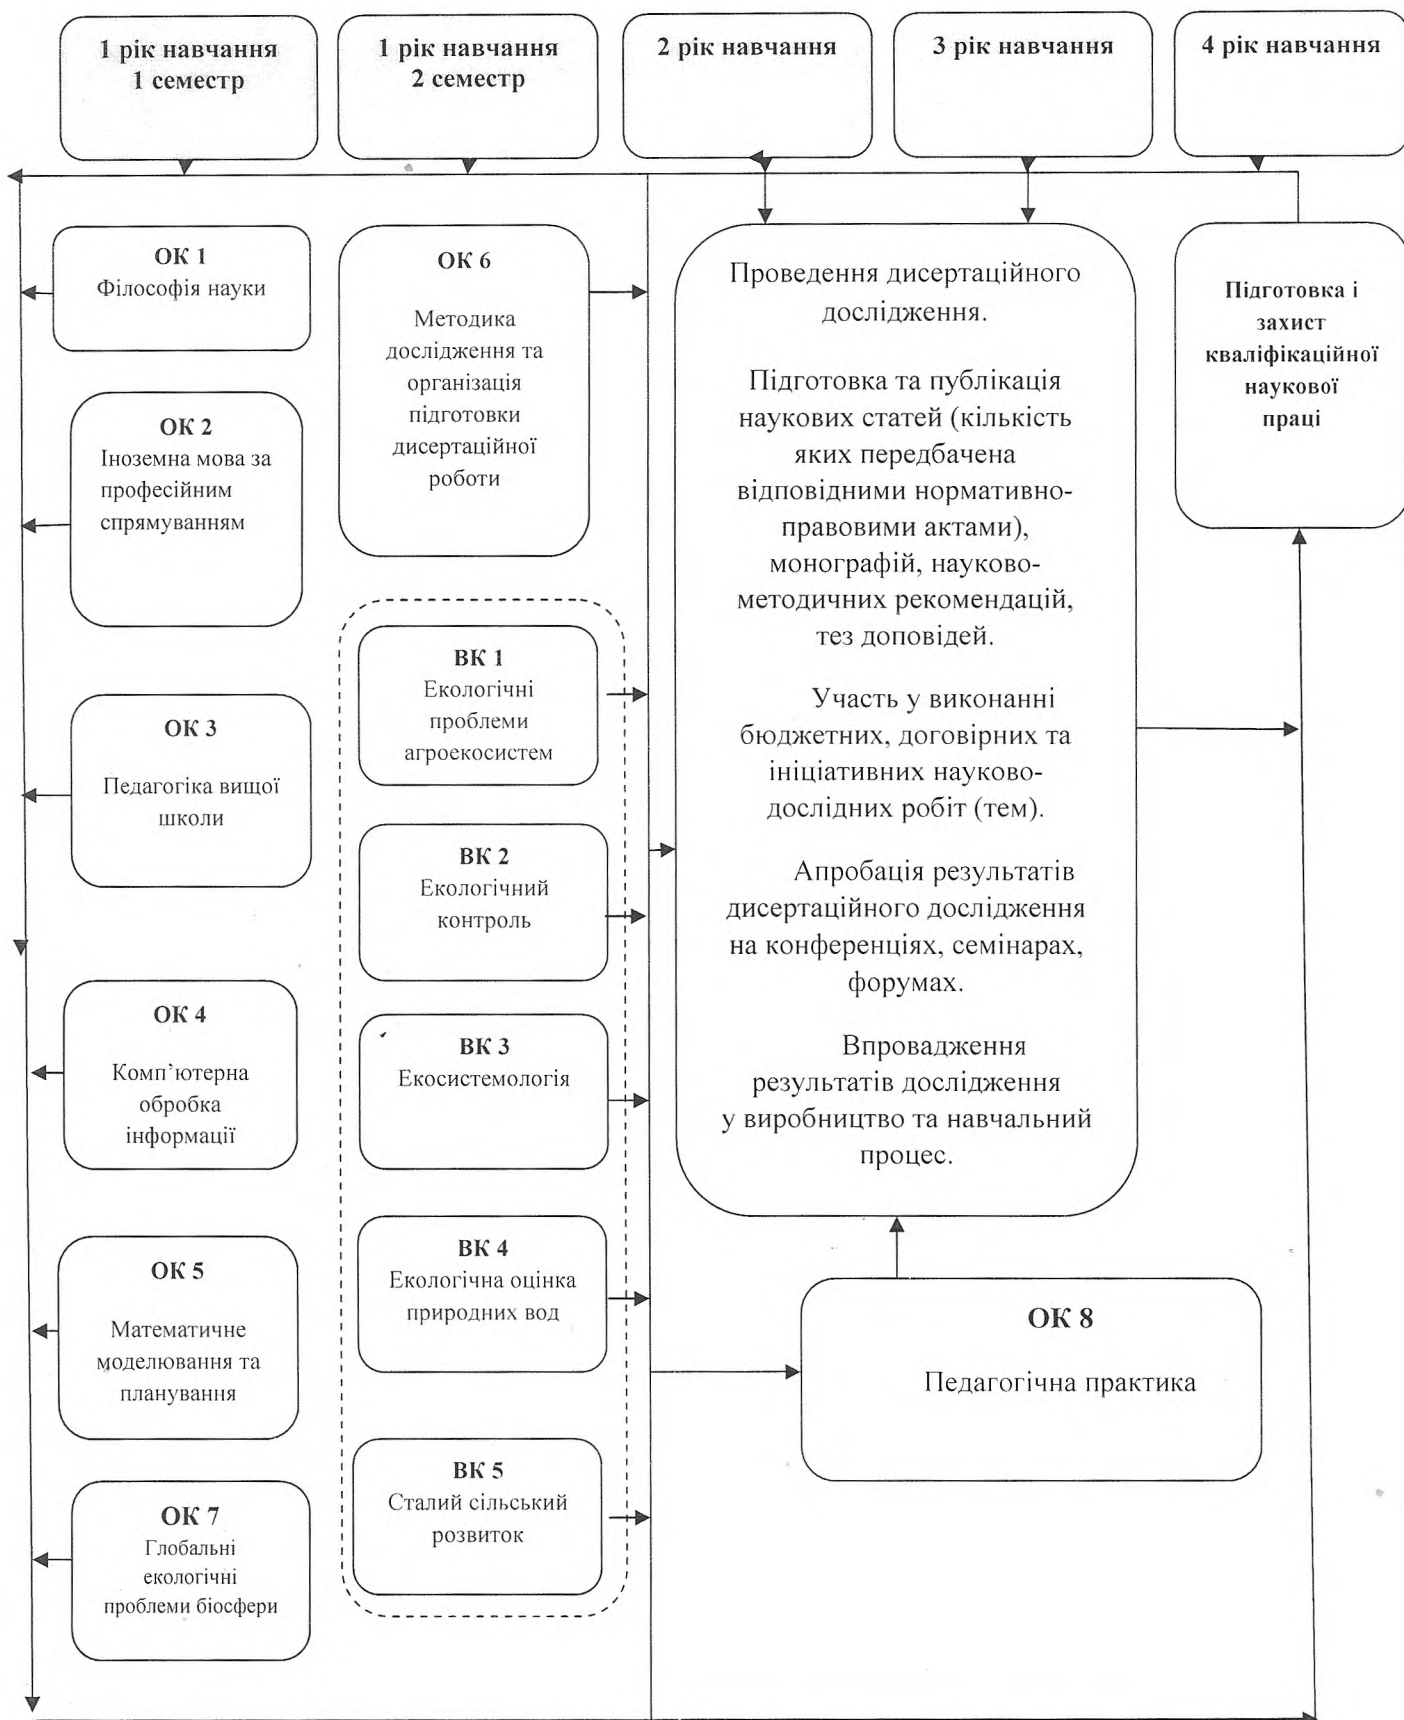 1 рік навчання
1 семестр
1 рік навчання
2 семестр
2 рік навчання
3 рік навчання
4 рік навчання
ОК 1
Філософія науки
ОК 2
Іноземна мова за
професійним
спрямуванням
ОК 3
Педагогіка вищої
школи
ОК 4
Комп’ютерна
обробка
інформації
ОК 5
Математичне
моделювання та
планування
ОК 7
Глобальні
екологічні
проблеми біосфери
ОК 6
Методика
дослідження та
організація
підготовки
дисертаційної
роботи
ВК 1
Екологічні
проблеми
агроекосистем
ВК 2
Екологічний
контроль
ВК 3
Екосистемологія
ВК 4
Екологічна оцінка
природних вод
ВК 5
Сталий сільський
розвиток
Проведення дисертаційного
дослідження.
Підготовка та публікація
наукових статей (кількість
яких передбачена
відповідними нормативно-
правовими актами),
монографій, науково-
методичних рекомендацій,
тез доповідей.
Участь у виконанні
бюджетних, договірних та
ініціативних науково-
дослідних робіт (тем).
Апробація результатів
дисертаційного дослідження
на конференціях, семінарах,
форумах.
Впровадження
результатів дослідження
у виробництво та навчальний
процес.
ОК 8
Педагогічна практика
Підготовка і
захист
кваліфікаційної
наукової
праці